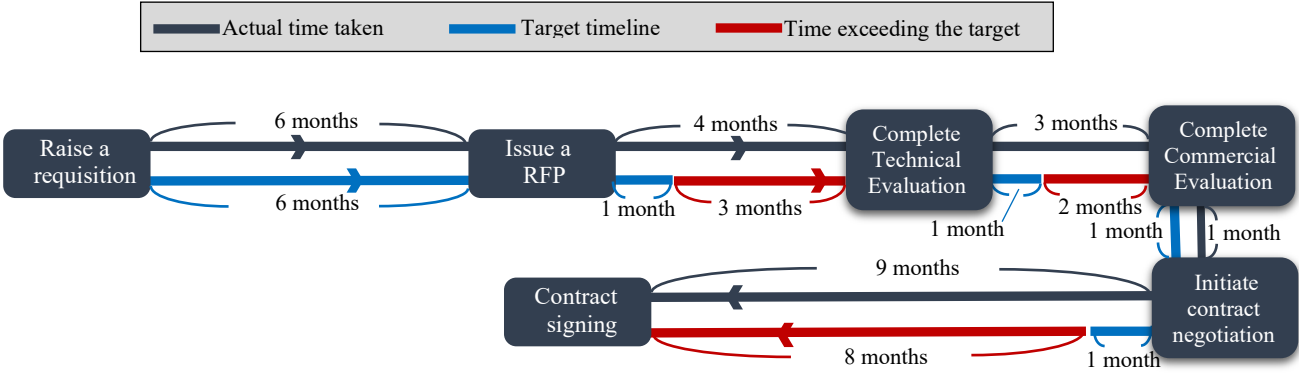 Actual time taken
Target timeline
Time exceeding the target
6 months
4 months
3 months
Raise a
requisition
Issue a
RFP
Complete
Technical
Evaluation
Complete
Commercial
Evaluation
6 months
1 month
3 months
1 month
2 months
1 month
1 month
9 months
Contract
signing
Initiate
contract
negotiation
8 months
1 month